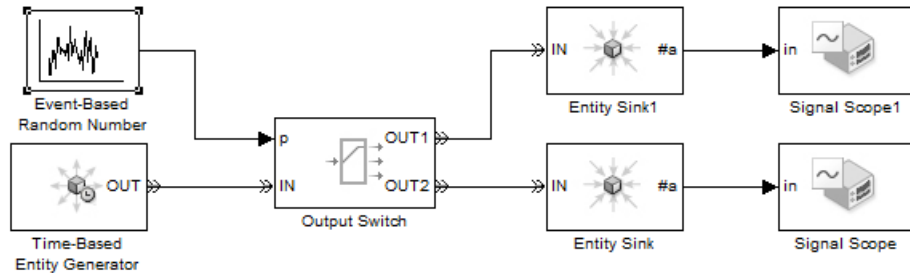 Event-Based
Random Number
OUT
Time-Based
Entity Generator
p
IN
OUT1
OUT2
Output Switch
IN
#a
Entity Sink1
in
Signal Scope1
IN
#a
Entity Sink
in
Signal Scope